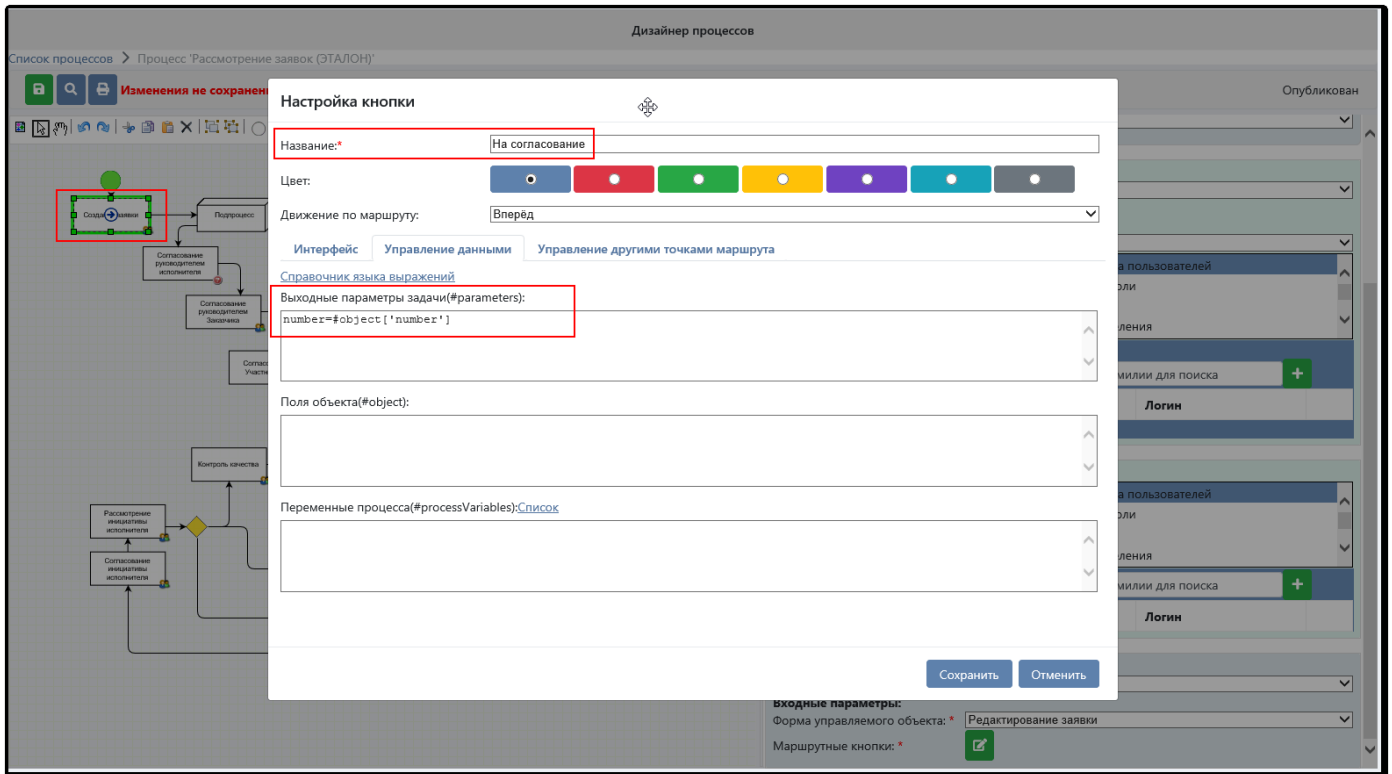 Дизайнер процессов
Список процессов > Процесс 'Рассмотрение заявок (ЭТАЛОН)'
Изменения не сохранен
Опубликован
Настройка кнопки
Название:*
На согласование
Цвет:
Движение по маршруту:
Вперёд
Интерфейс
Управление данными
Управление другими точками маршрута
Справочник языка выражений
Выходные параметры задачи(#parameters):
number=#object['number']
Поля объекта(#object):
Переменные процесса(#processVariables):Список
Сохранить
Отменить
Подпроцесс
Согласование
руководителем
исполнителя
Согласование
руководителем
Заказчика
Контроль качества
Рассмотрение
инициативы
исполнителя
Согласование
инициативы
исполнителя
а пользователей
оли
ления
милии для поиска
Логин
а пользователей
оли
ления
милии для поиска
Логин
Входные параметры:
Форма управляемого объекта: *
Редактирование заявки
Маршрутные кнопки: *